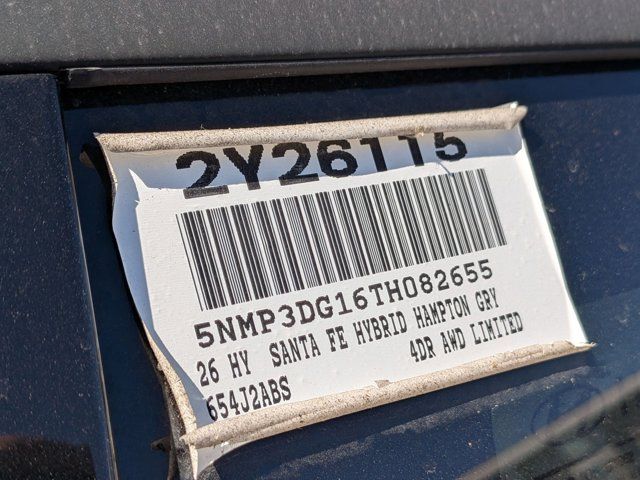 2Y26115
5NMP3DG16TH082655
26 HY SANTA FE HYBRID HAMPTON GRY
654J2ABS 4DR AWD LIMITED